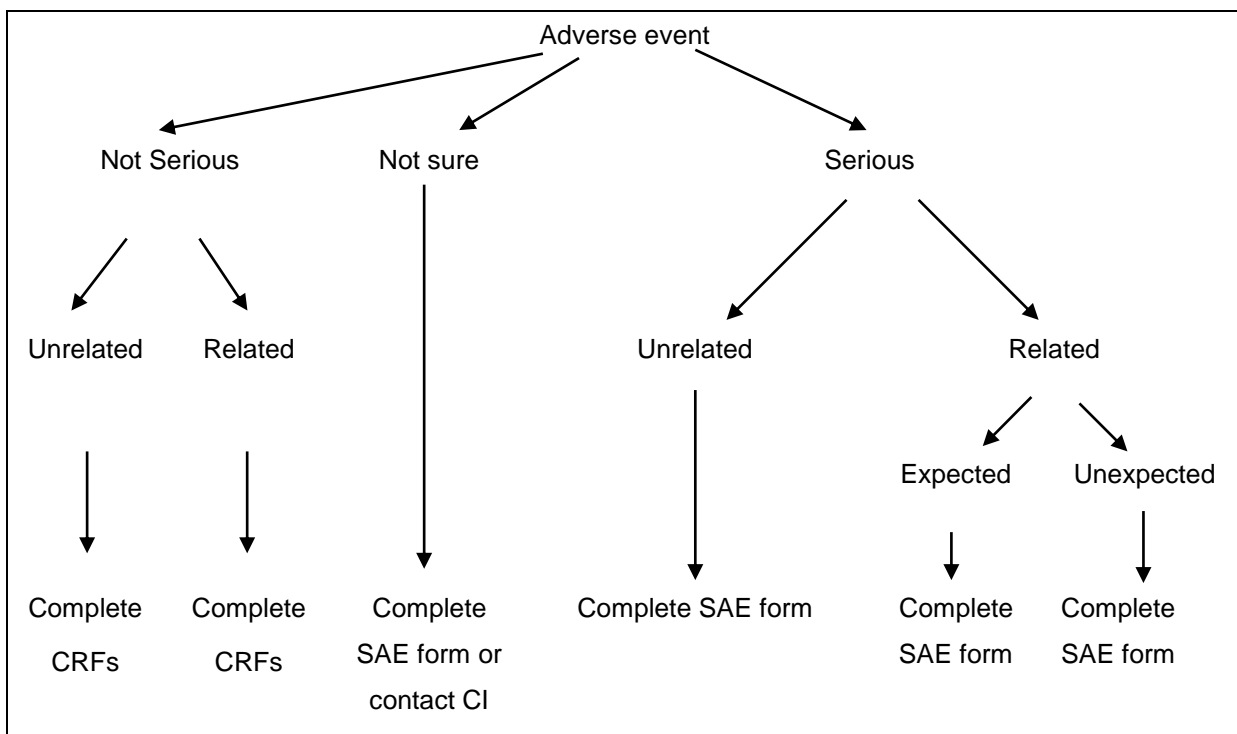 Adverse event
Not Serious
Not sure
Serious
Unrelated
Related
Unrelated
Related
Expected
Unexpected
Complete
CRFs
Complete
CRFs
Complete
SAE form or
contact CI
Complete SAE form
Complete
SAE form
Complete
SAE form